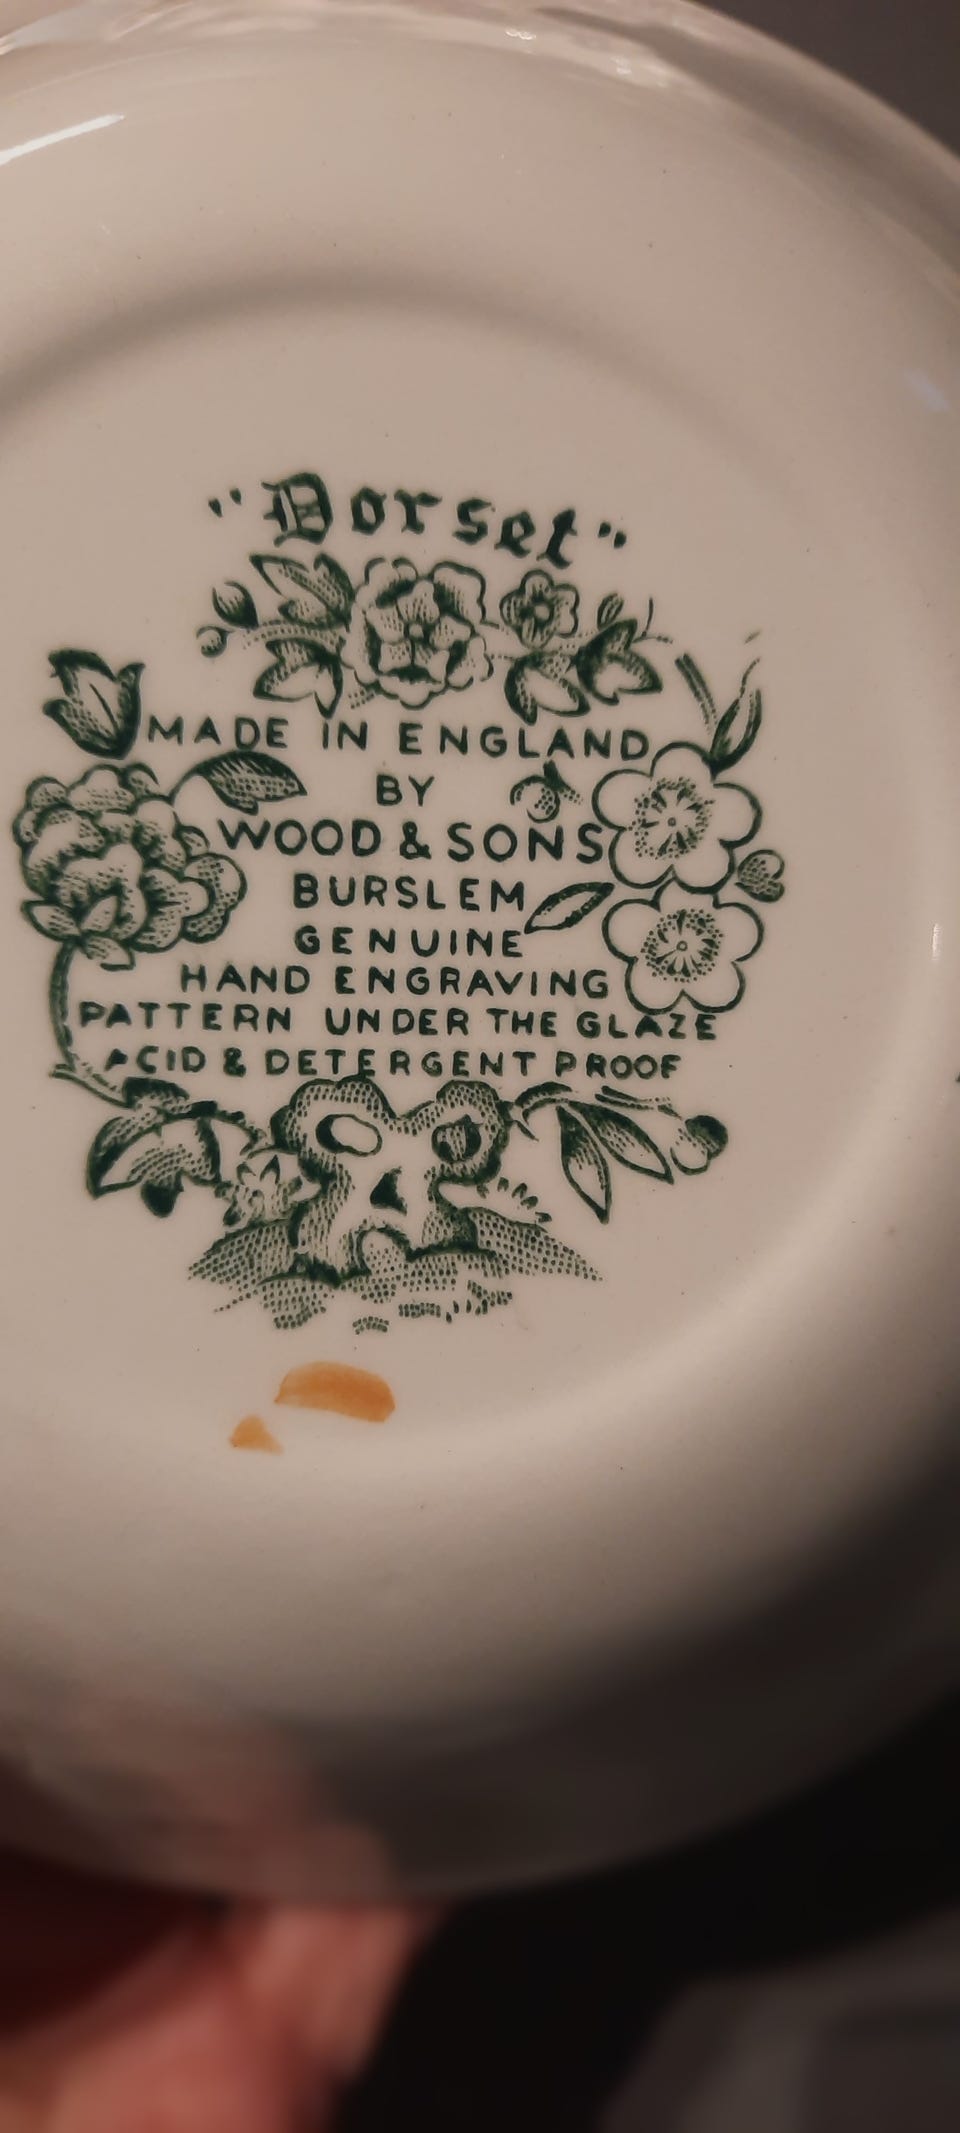 "Dorset"
MADE IN ENGLAND
BY
WOOD & SONS
BURSLEM
GENUINE
HAND ENGRAVING
PATTERN UNDER THE GLAZE
ACID & DETERGENT PROOF